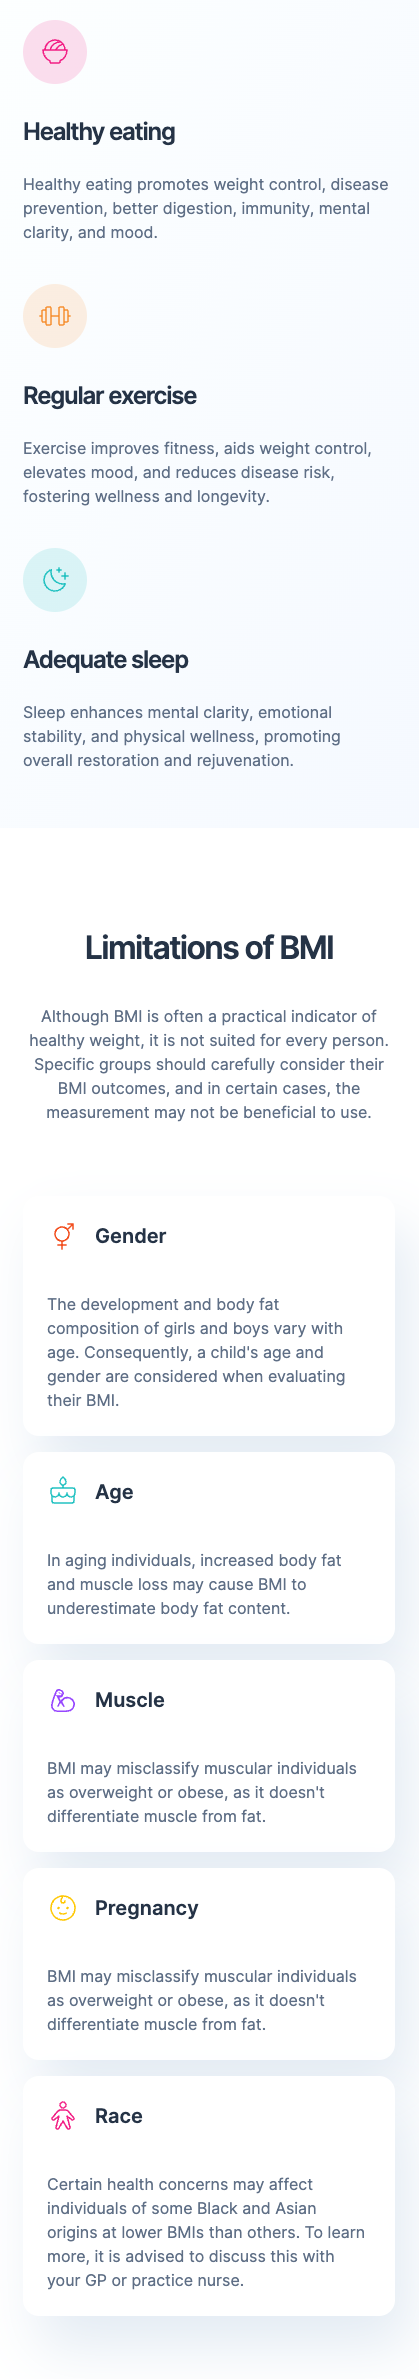 Healthy eating
Healthy eating promotes weight control, disease
prevention, better digestion, immunity, mental
clarity, and mood.
Regular exercise
Exercise improves fitness, aids weight control,
elevates mood, and reduces disease risk,
fostering wellness and longevity.
Adequate sleep
Sleep enhances mental clarity, emotional
stability, and physical wellness, promoting
overall restoration and rejuvenation.
Limitations of BMI
Although BMI is often a practical indicator of
healthy weight, it is not suited for every person.
Specific groups should carefully consider their
BMI outcomes, and in certain cases, the
measurement may not be beneficial to use.
Gender
The development and body fat
composition of girls and boys vary with
age. Consequently, a child's age and
gender are considered when evaluating
their BMI.
Age
In aging individuals, increased body fat
and muscle loss may cause BMI to
underestimate body fat content.
Muscle
BMI may misclassify muscular individuals
as overweight or obese, as it doesn't
differentiate muscle from fat.
Pregnancy
BMI may misclassify muscular individuals
as overweight or obese, as it doesn't
differentiate muscle from fat.
Race
Certain health concerns may affect
individuals of some Black and Asian
origins at lower BMIs than others. To learn
more, it is advised to discuss this with
your GP or practice nurse.